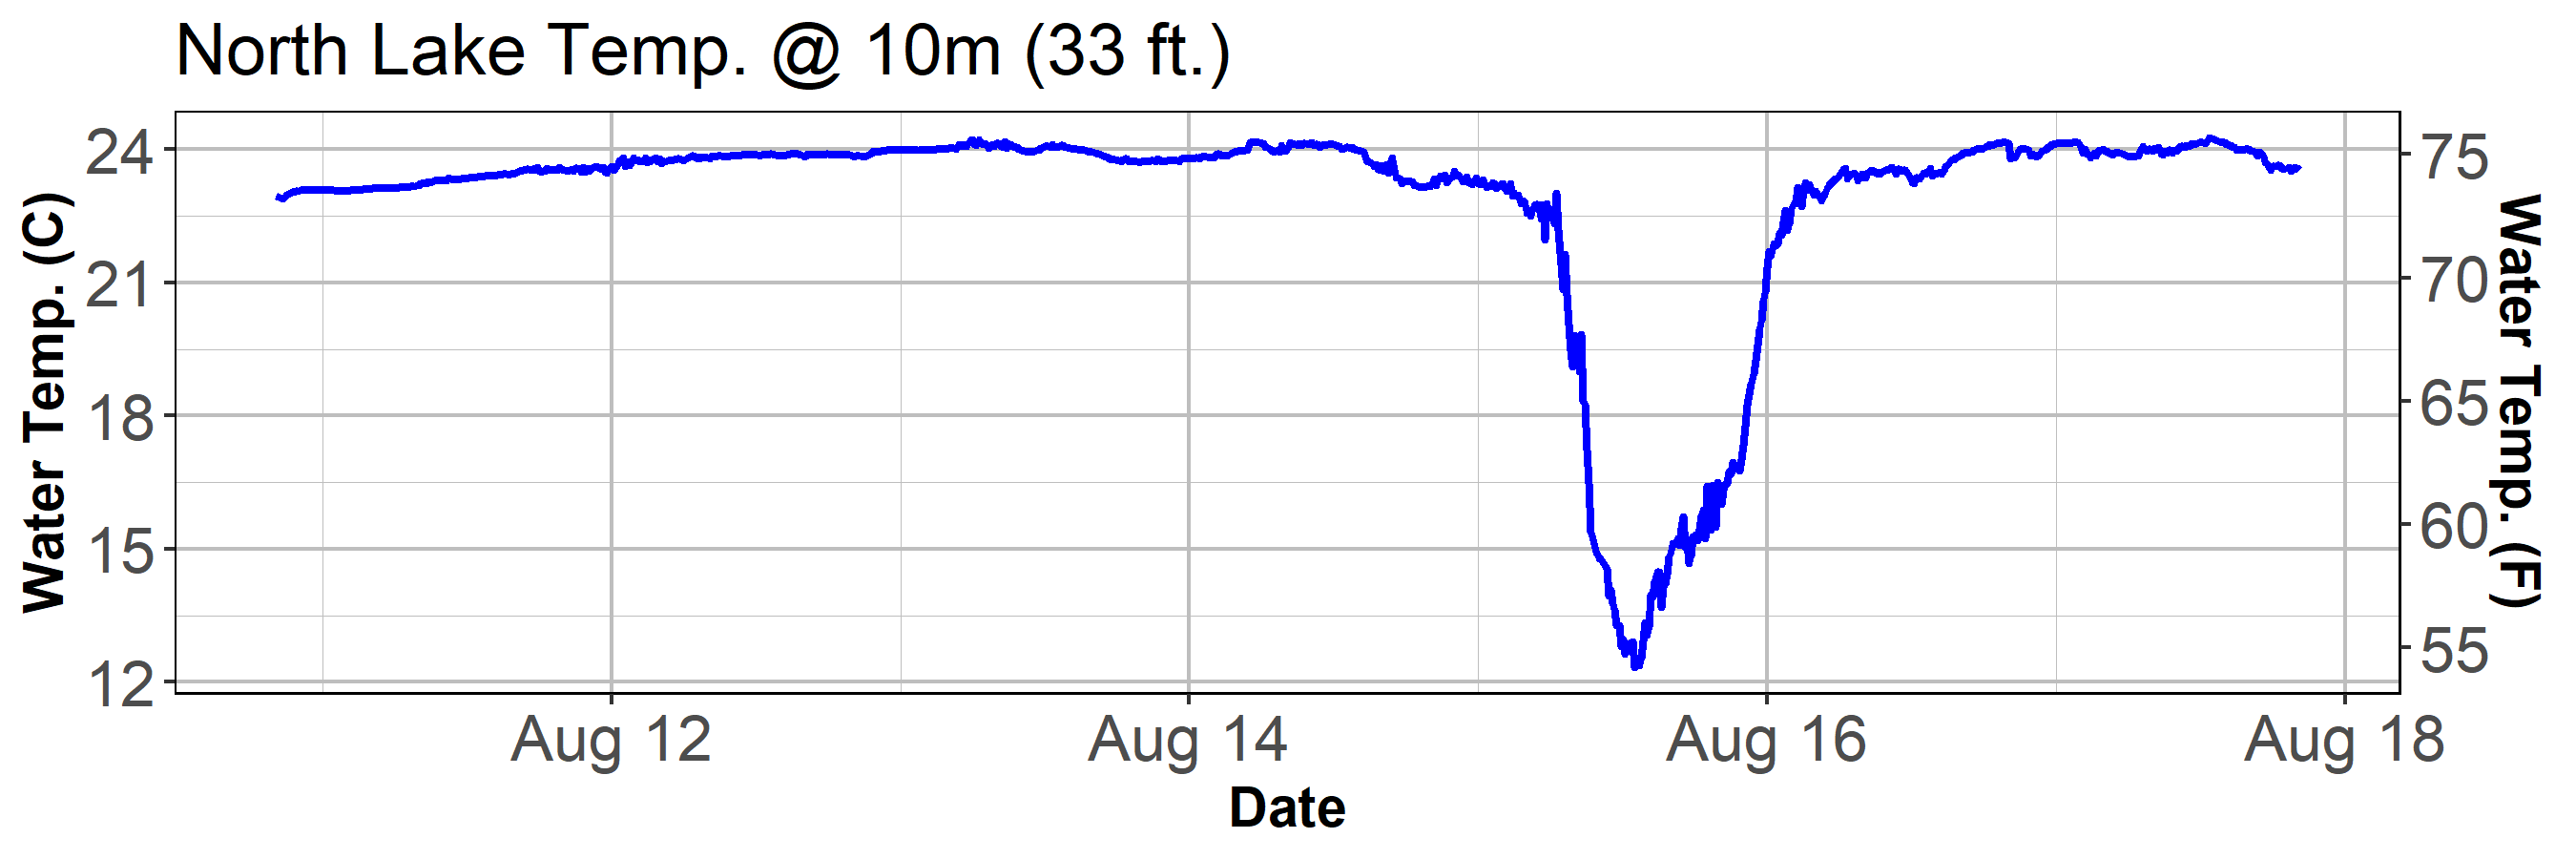 North Lake Temp. @ 10m (33 ft.)
Water Temp. (C)
24
21
18
15
12
75
70
65
60
55
Water Temp. (F)
Aug 12
Aug 14
Aug 16
Aug 18
Date